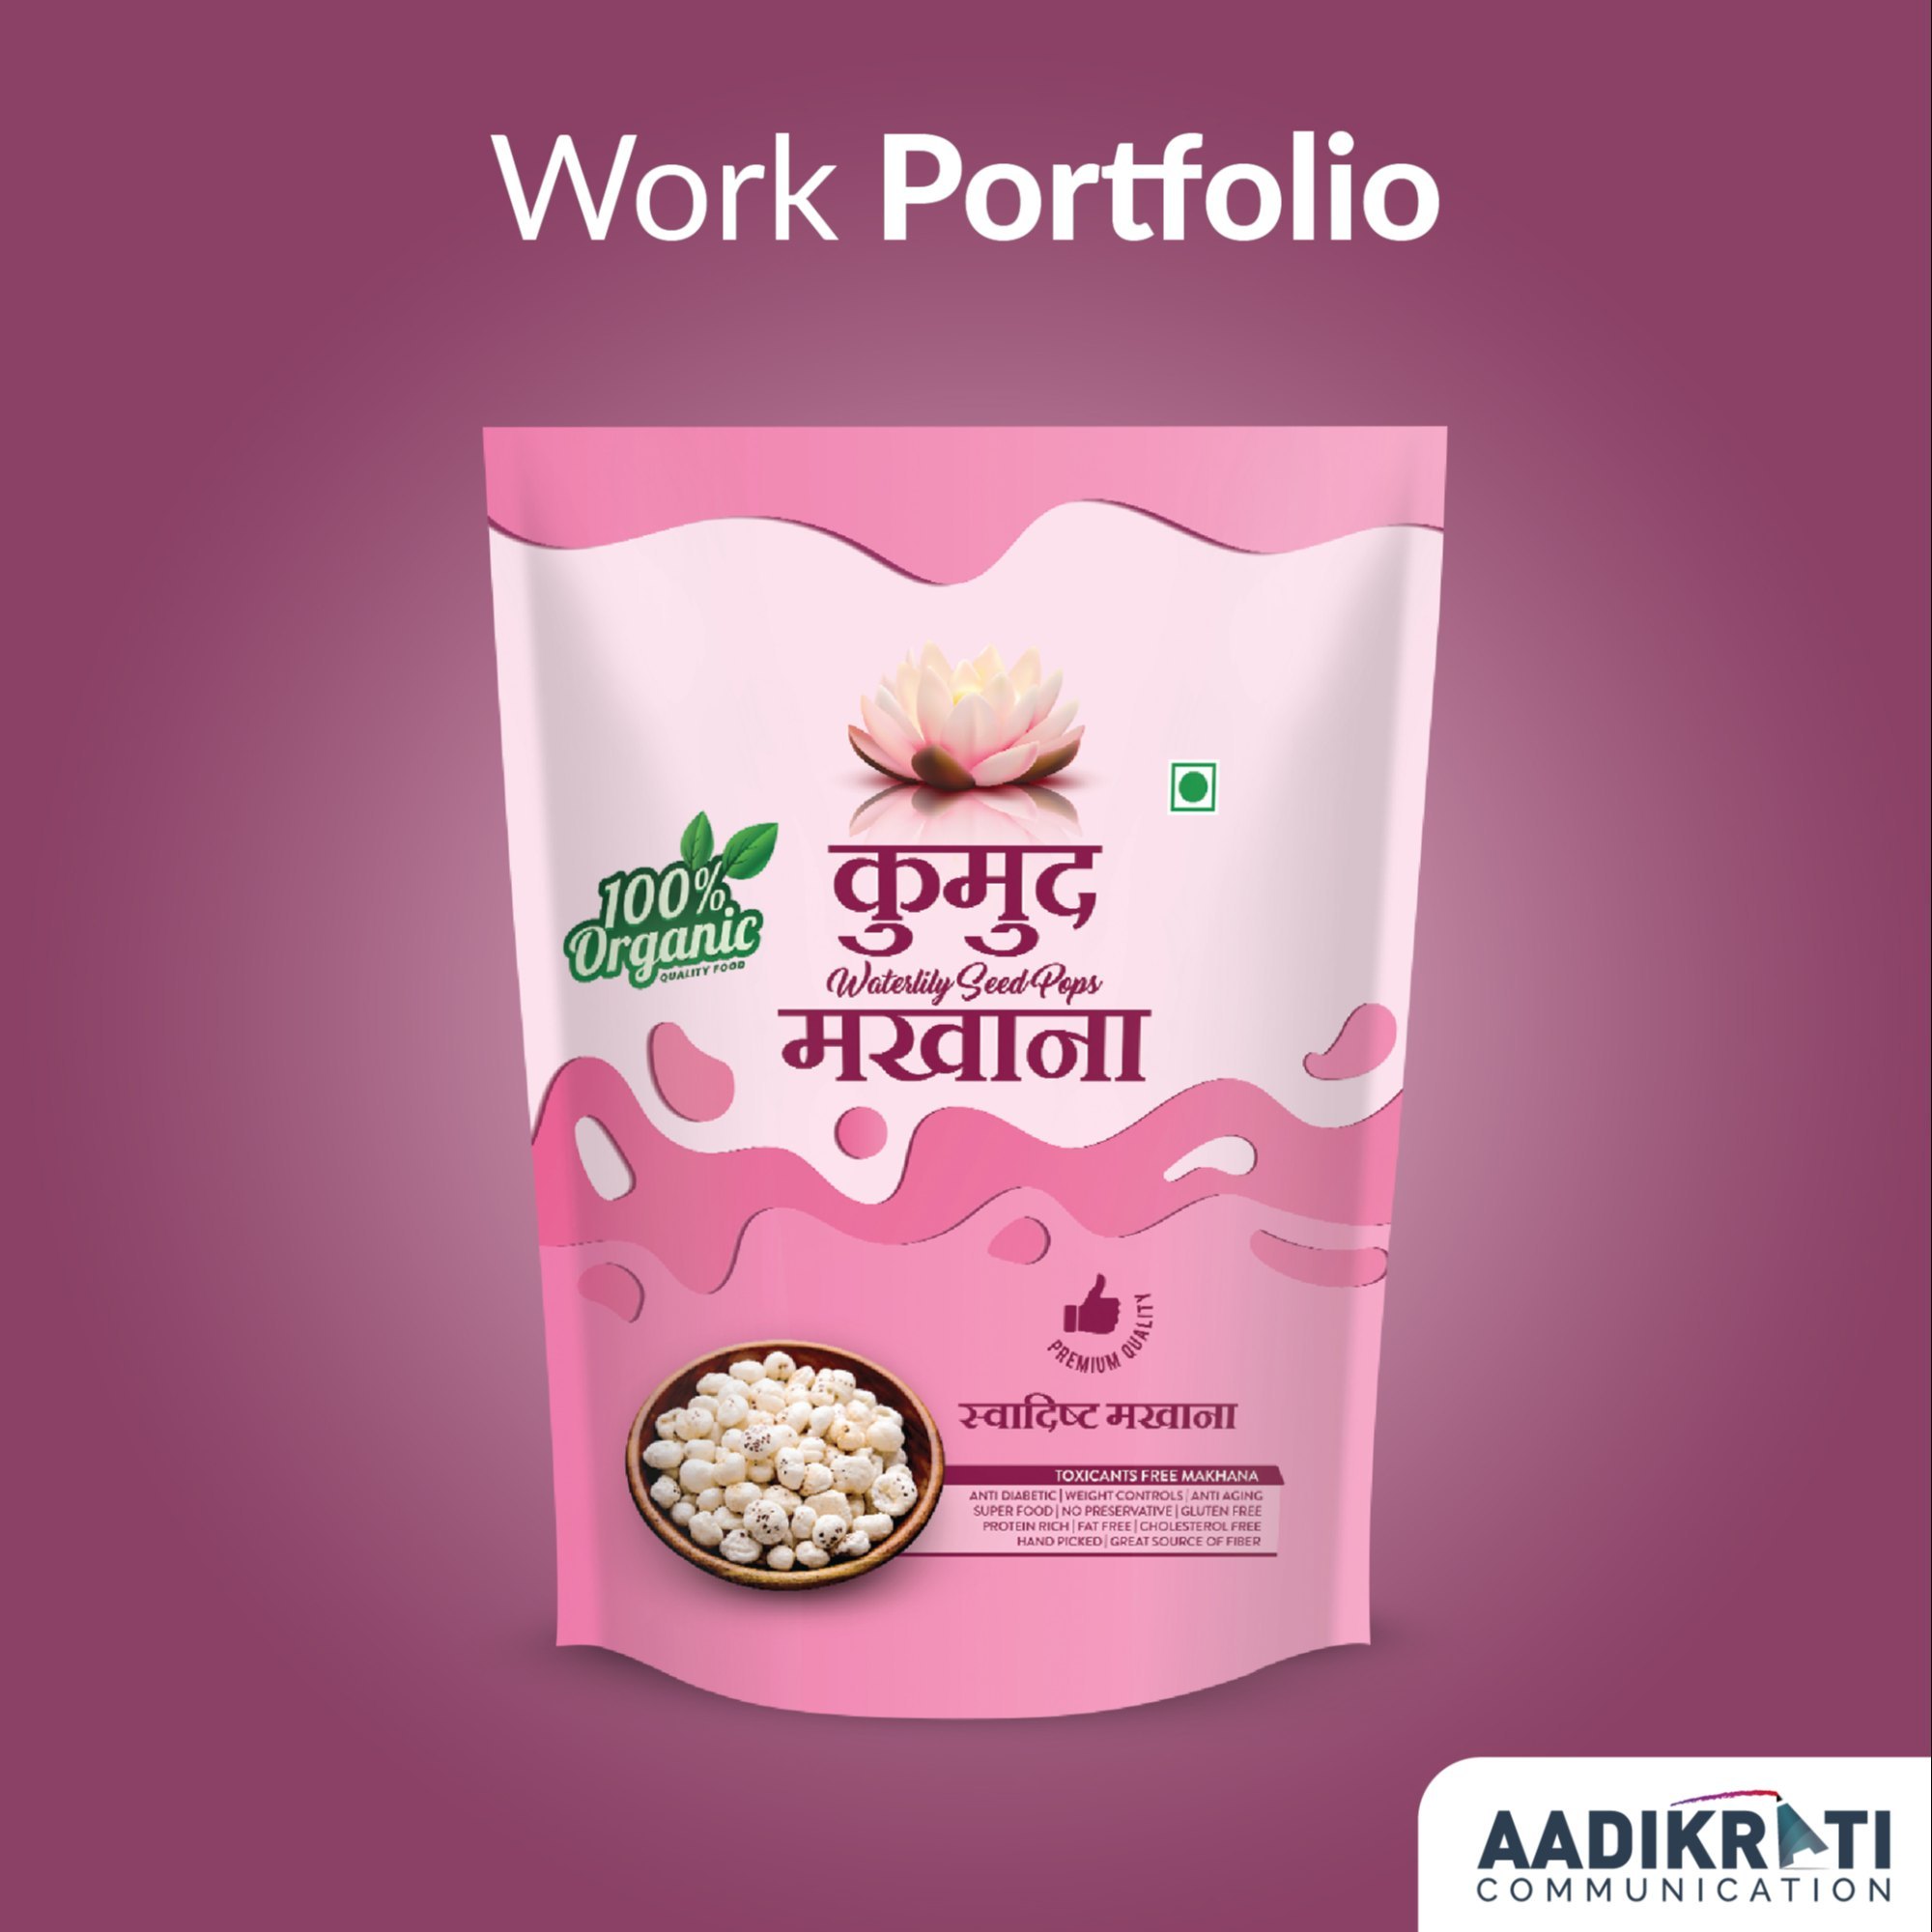 Work Portfolio
100%
Organic
QUALITY FOOD
कुमुद
Waterlily Seed Pops
मखाना
PREMIUM QUALITY
स्वादिष्ट मखाना
TOXICANTS FREE MAKHANA
ANTI DIABETIC | WEIGHT CONTROLS | ANTI AGING
SUPER FOOD | NO PRESERVATIVE | GLUTEN FREE
PROTEIN RICH | FAT FREE | CHOLESTEROL FREE
HAND PICKED | GREAT SOURCE OF FIBER
AADIKRATI
COMMUNICATION